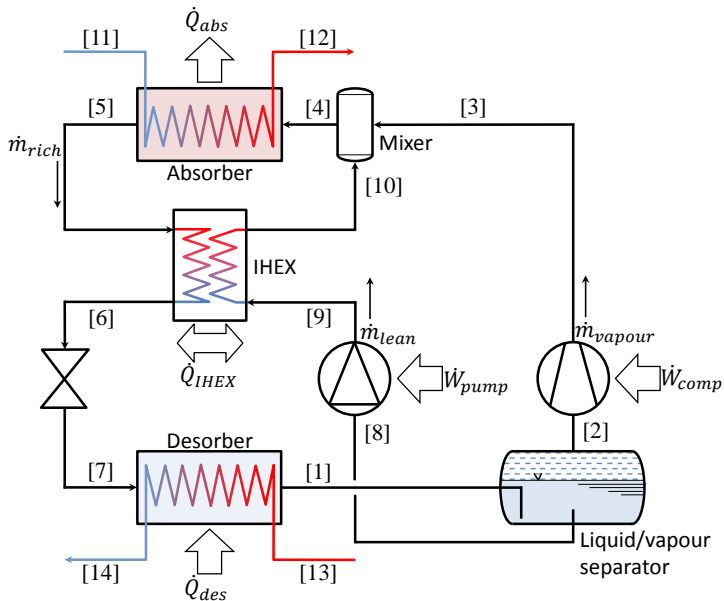 [11]
Q̇abs
[12]
[5]
[4]
[3]
ṁrich
Absorber
Mixer
[10]
IHEX
[6]
[9]
ṁlean
ṁvapour
Q̇IHEX
Ẇpump
Ẇcomp
Desorber
[8]
[2]
[7]
[1]
Liquid/vapour
separator
[14]
Q̇des
[13]